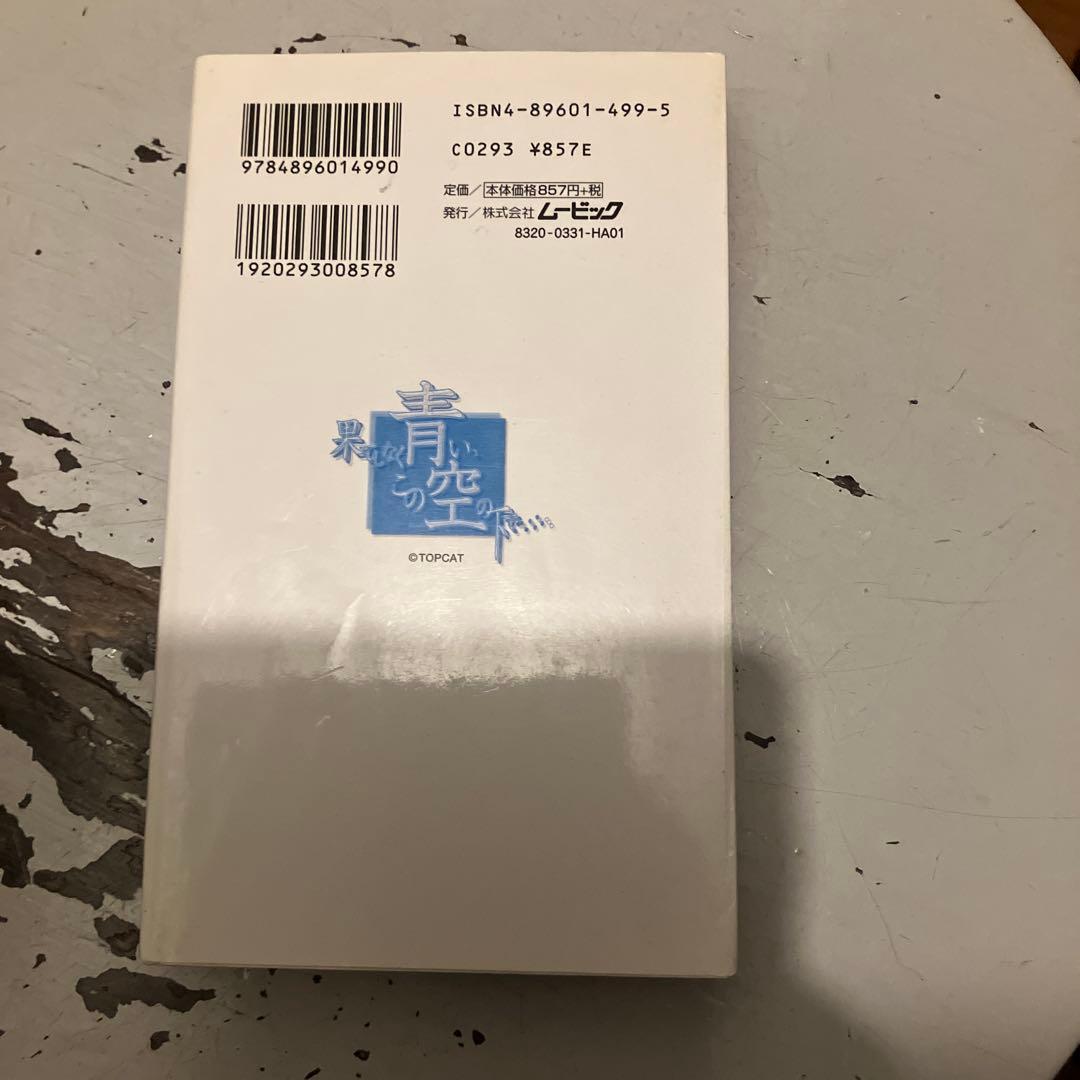 9784896014990
1920293008578
ISBN4-89601-499-5
C0293 ¥857E
定価／本体価格857円+税
発行／株式会社ムービック
8320-0331-HA01
果てしなく青い、この空の下で…。
©TOPCAT